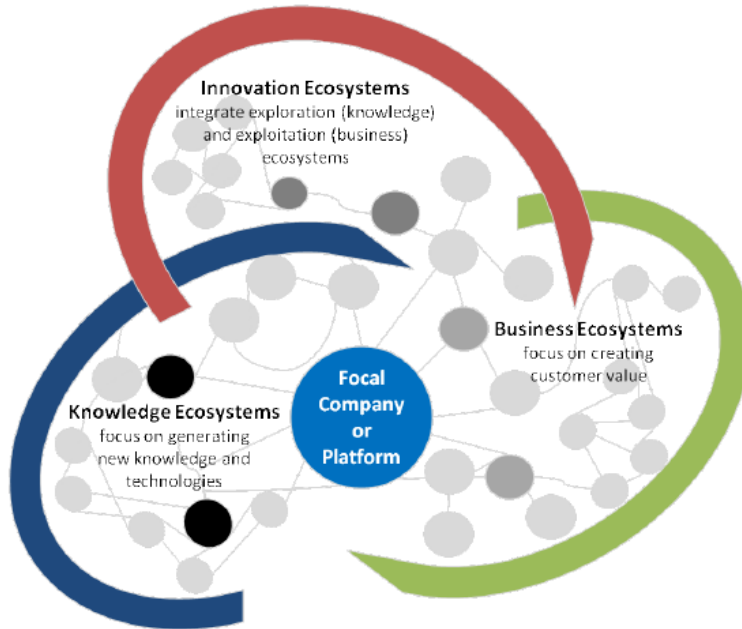 Innovation Ecosystems
integrate exploration (knowledge)
and exploitation (business)
ecosystems
Business Ecosystems
focus on creating
customer value
Focal
Company
or
Platform
Knowledge Ecosystems
focus on generating
new knowledge and
technologies